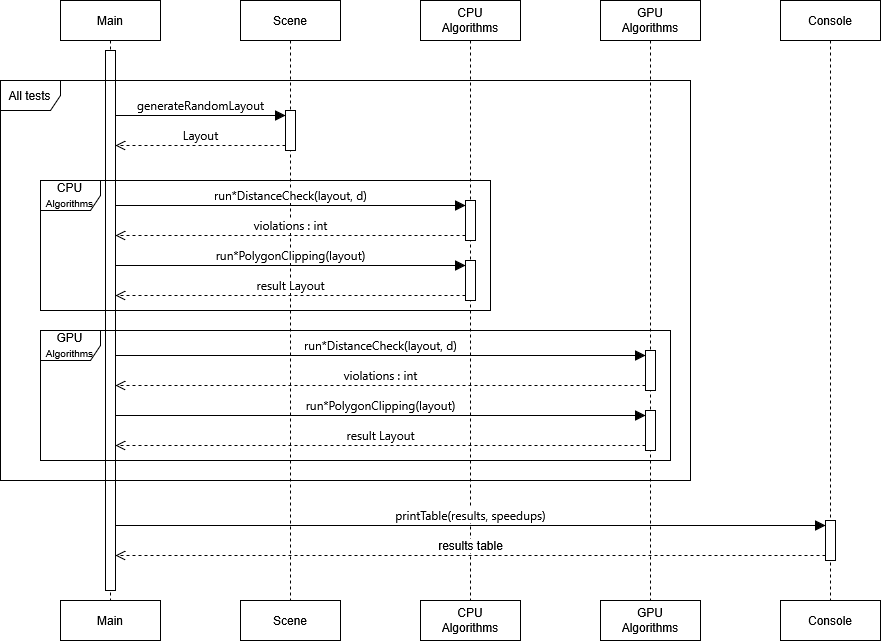 Main
Scene
CPU
Algorithms
GPU
Algorithms
Console
All tests
generateRandomLayout
Layout
CPU
Algorithms
run*DistanceCheck(layout, d)
violations : int
run*PolygonClipping(layout)
result Layout
GPU
Algorithms
run*DistanceCheck(layout, d)
violations : int
run*PolygonClipping(layout)
result Layout
printTable(results, speedups)
results table
Main
Scene
CPU
Algorithms
GPU
Algorithms
Console